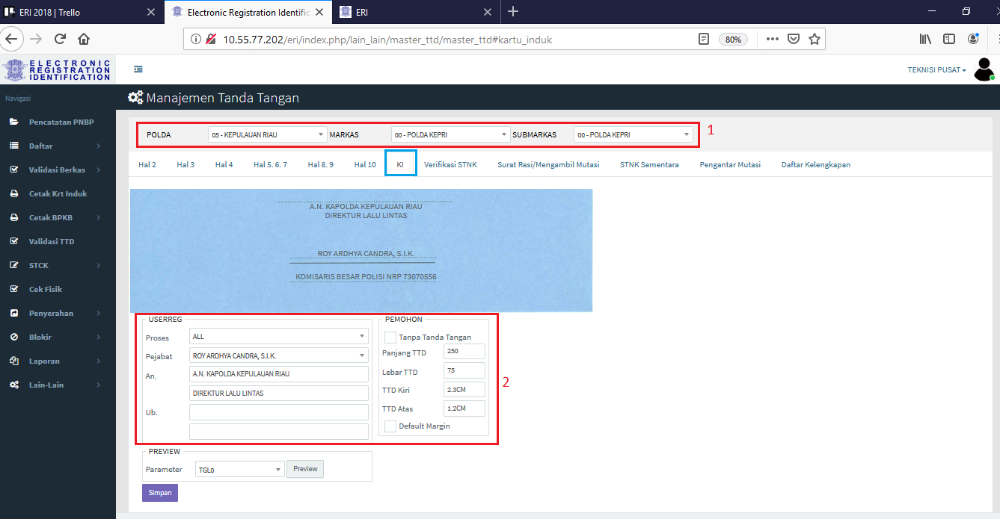 ERI 2018 | Trello
Electronic Registration Identific
ERI
10.55.77.202/eri/index.php/lain_lain/master_ttd/master_ttd#kartu_induk
80%
ELECTRONIC
REGISTRATION
IDENTIFICATION
TEKNISI PUSAT
Navigasi
Manajemen Tanda Tangan
Pencatatan PNBP
Daftar
Validasi Berkas
Cetak Krt Induk
Cetak BPKB
Validasi TTD
STCK
Cek Fisik
Penyerahan
Blokir
Laporan
Lain-Lain
POLDA 05 - KEPULAUAN RIAU MARKAS 00 - POLDA KEPRI SUBMARKAS 00 - POLDA KEPRI 1
Hal 2 Hal 3 Hal 4 Hal 5. 6. 7 Hal 8. 9 Hal 10 KI Verifikasi STNK Surat Resi/Mengambil Mutasi STNK Sementara Pengantar Mutasi Daftar Kelengkapan
A.N. KAPOLDA KEPULAUAN RIAU
DIREKTUR LALU LINTAS
ROY ARDHYA CANDRA, S.I.K.
KOMISARIS BESAR POLISI NRP 73070556
USERREG
Proses ALL
Pejabat ROY ARDHYA CANDRA, S.I.K.
An. A.N. KAPOLDA KEPULAUAN RIAU
DIREKTUR LALU LINTAS
Ub.
PEMOHON
Tanpa Tanda Tangan
Panjang TTD 250
Lebar TTD 75
TTD Kiri 2.3CM
TTD Atas 1.2CM
Default Margin
2
PREVIEW
Parameter TGL0 Preview
Simpan